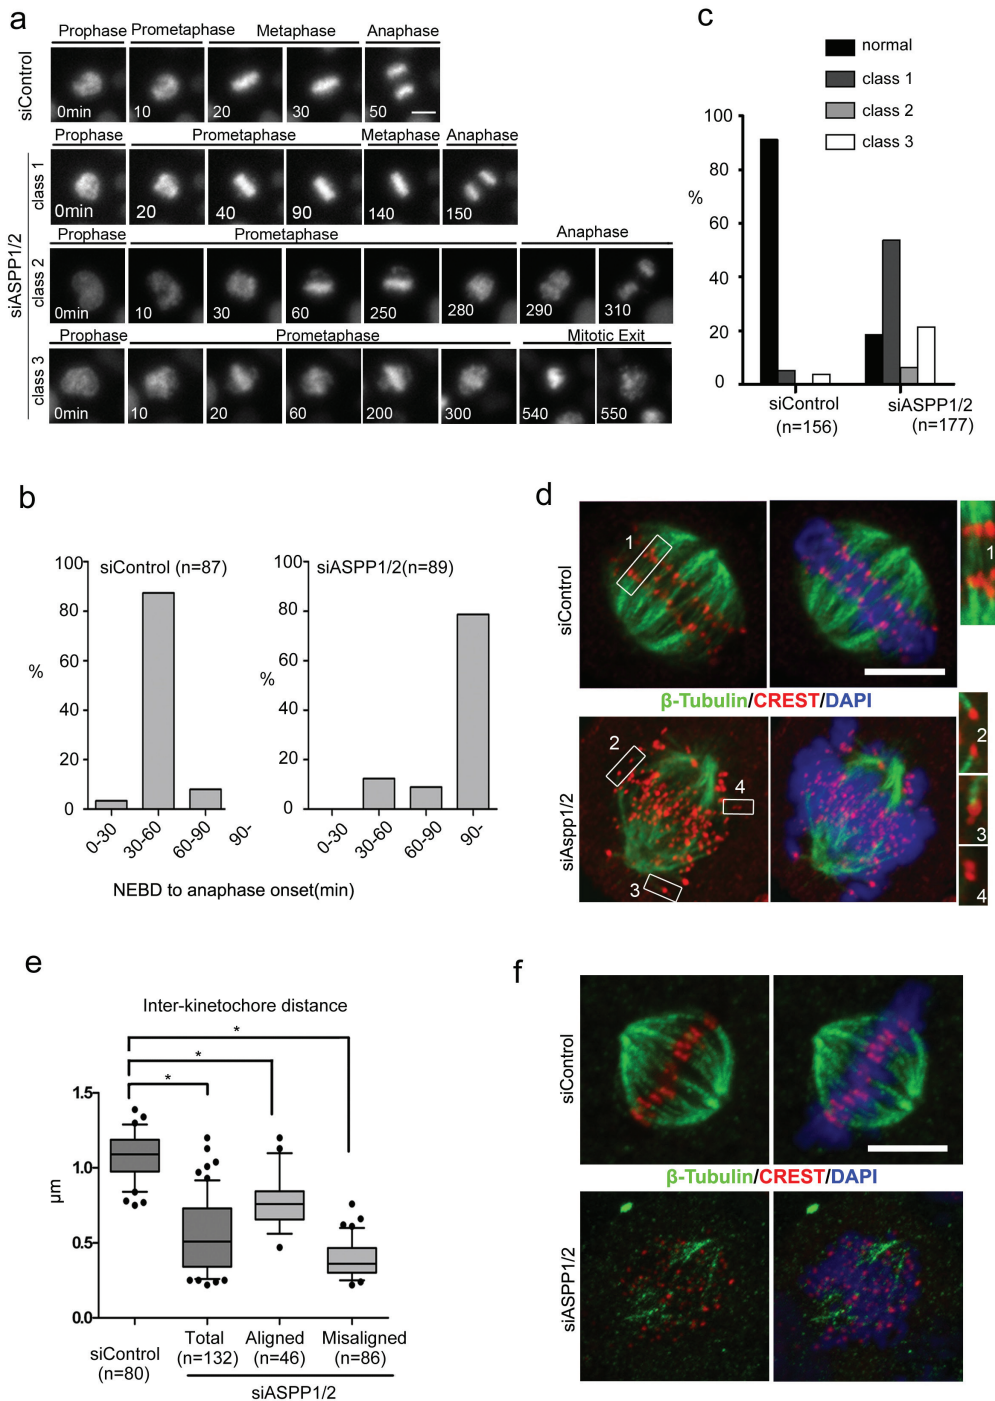 a
Prophase Prometaphase Metaphase Anaphase
siControl
0min 10 20 30 50
Prophase Prometaphase Metaphase Anaphase
siASPP1/2
class 1
0min 20 40 90 140 150
Prophase Prometaphase Anaphase
class 2
0min 10 30 60 250 280 290 310
Prophase Prometaphase Mitotic Exit
class 3
0min 10 20 60 200 300 540 550
c
normal
class 1
class 2
class 3
100
80
%
60
40
20
0
siControl siASPP1/2
(n=156) (n=177)
b
siControl (n=87)
100
80
60
%
40
20
0
0-30 30-60 60-90 90-
siASPP1/2(n=89)
100
80
60
%
40
20
0
0-30 30-60 60-90 90-
NEBD to anaphase onset(min)
d
siControl
1
1
β-Tubulin/CREST/DAPI
siAspp1/2
2
4
3
2
3
4
e
Inter-kinetochore distance
* 
*
*
1.5
1.0
µm
0.5
0.0
siControl Total Aligned Misaligned
(n=80) (n=132) (n=46) (n=86)
siASPP1/2
f
siControl
β-Tubulin/CREST/DAPI
siASPP1/2